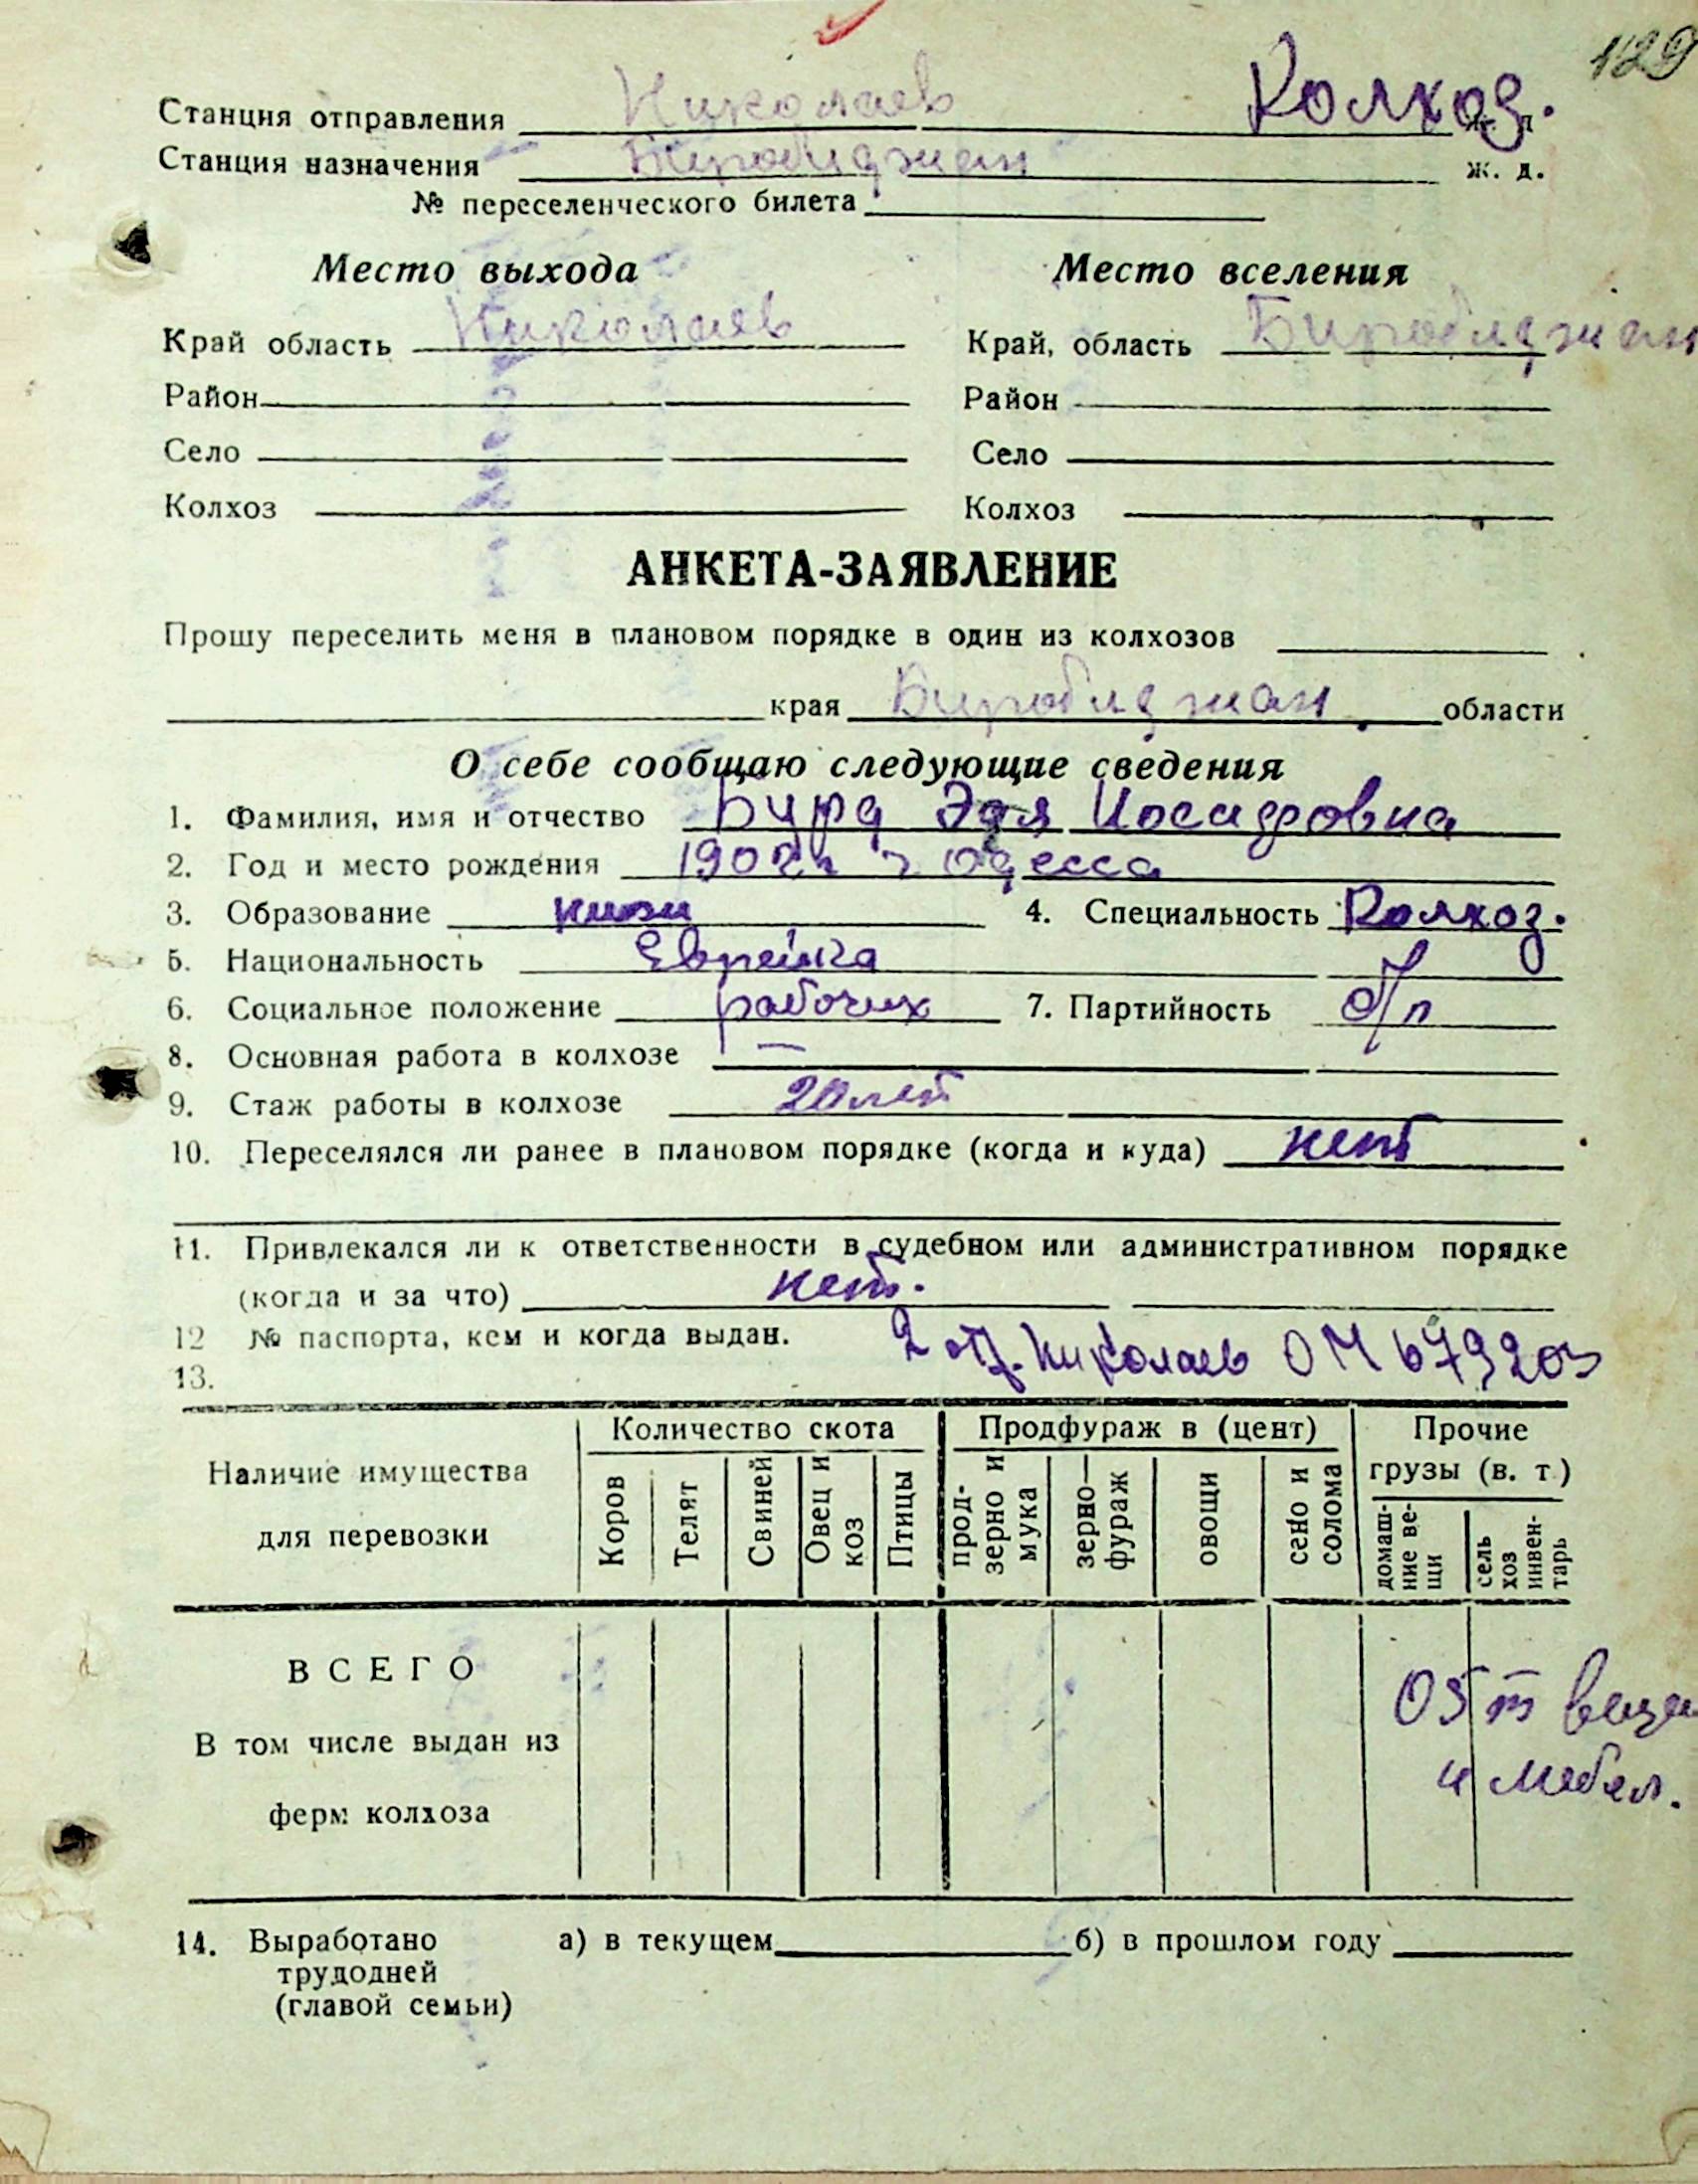 129
Станция отправления Николаев Колхоз.
Станция назначения Биробиджан ж. д.
№ переселенческого билета
Место выхода Место вселения
Край область Николаев Край, область Биробиджан
Район Район
Село Село
Колхоз Колхоз
АНКЕТА-ЗАЯВЛЕНИЕ
Прошу переселить меня в плановом порядке в один из колхозов
края Биробиджан области
О себе сообщаю следующие сведения
1. Фамилия, имя и отчество Бурд Эдя Иосифовна
2. Год и место рождения г Одесса
3. Образование 4. Специальность Колхоз.
5. Национальность Еврейка
6. Социальное положение рабочих 7. Партийность б/п
8. Основная работа в колхозе —
9. Стаж работы в колхозе 20 лет
10. Переселялся ли ранее в плановом порядке (когда и куда) нет
11. Привлекался ли к ответственности в судебном или административном порядке
(когда и за что) нет.
12 № паспорта, кем и когда выдан. 2 отд. Николаев
13.
Наличие имущества для перевозки
Количество скота Продфураж в (цент) Прочие грузы (в. т)
Коров Телят Свиней Овец и коз Птицы прод-зерно и мука зерно—фураж овощи сено и солома домаш-ние ве-щи сель хоз инвен-тарь
ВСЕГО 05 т вещи
В том числе выдан из и мебел.
ферм колхоза
14. Выработано а) в текущем б) в прошлом году
трудодней
(главой семьи)